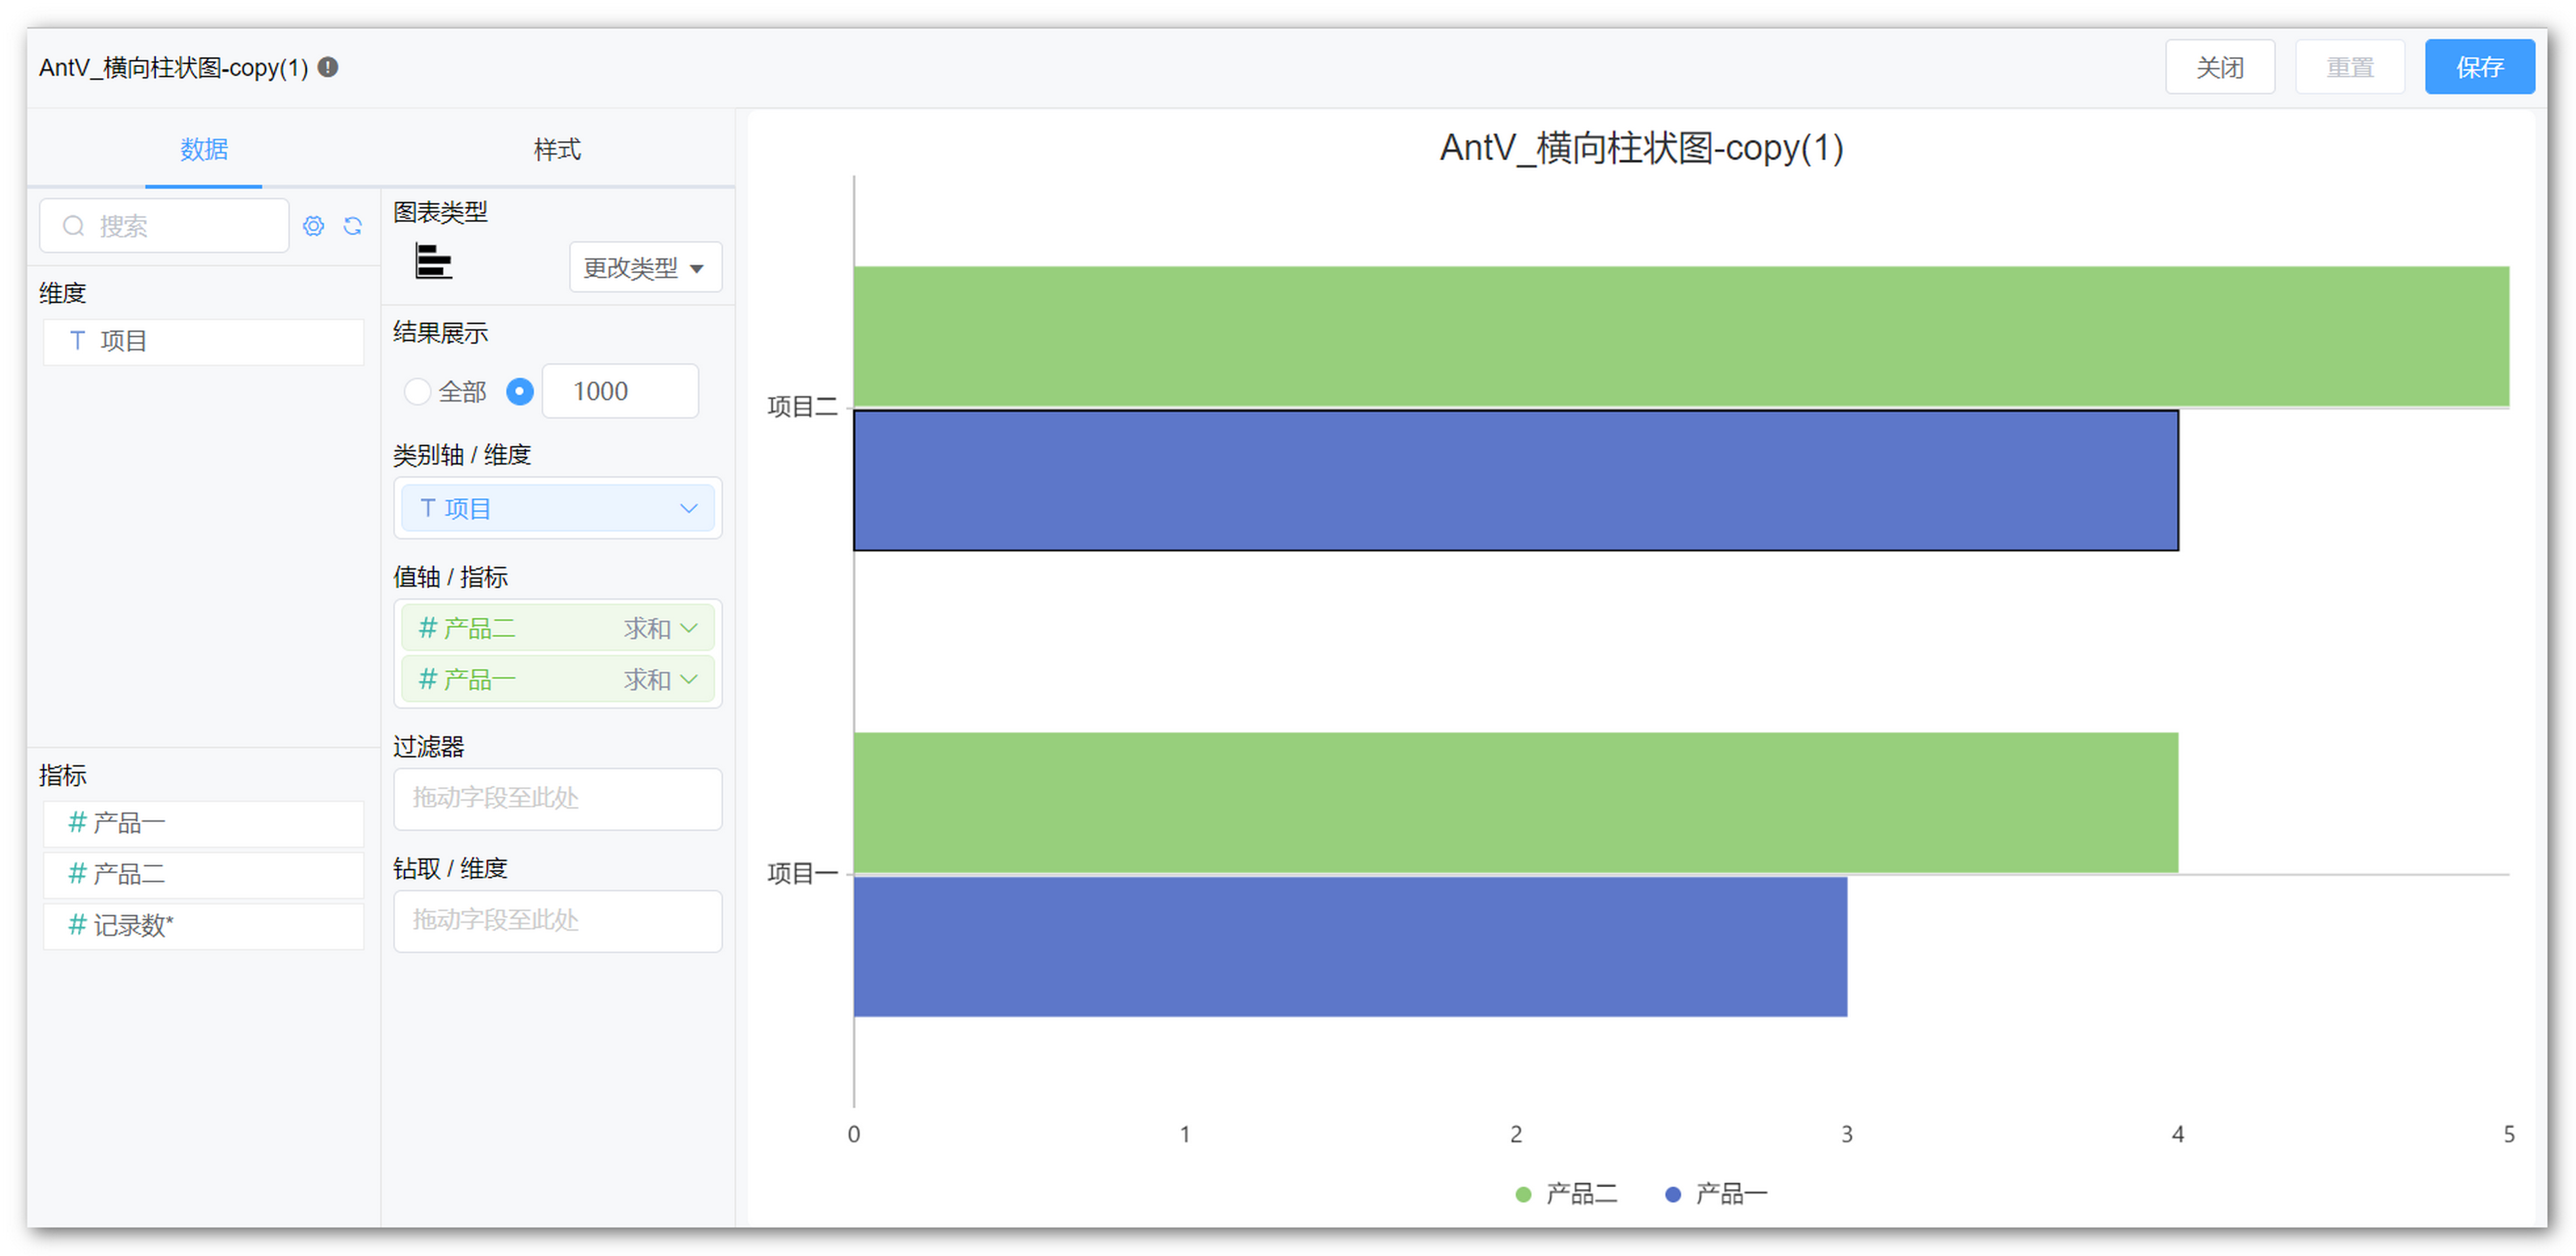 AntV_横向柱状图-copy(1)
关闭
重置
保存
数据
样式
搜索
维度
T 项目
指标
# 产品一
# 产品二
# 记录数*
图表类型
更改类型
结果展示
全部
1000
类别轴 / 维度
T 项目
值轴 / 指标
# 产品二 求和
# 产品一 求和
过滤器
拖动字段至此处
钻取 / 维度
拖动字段至此处
AntV_横向柱状图-copy(1)
项目二
项目一
0 1 2 3 4 5
产品二 产品一